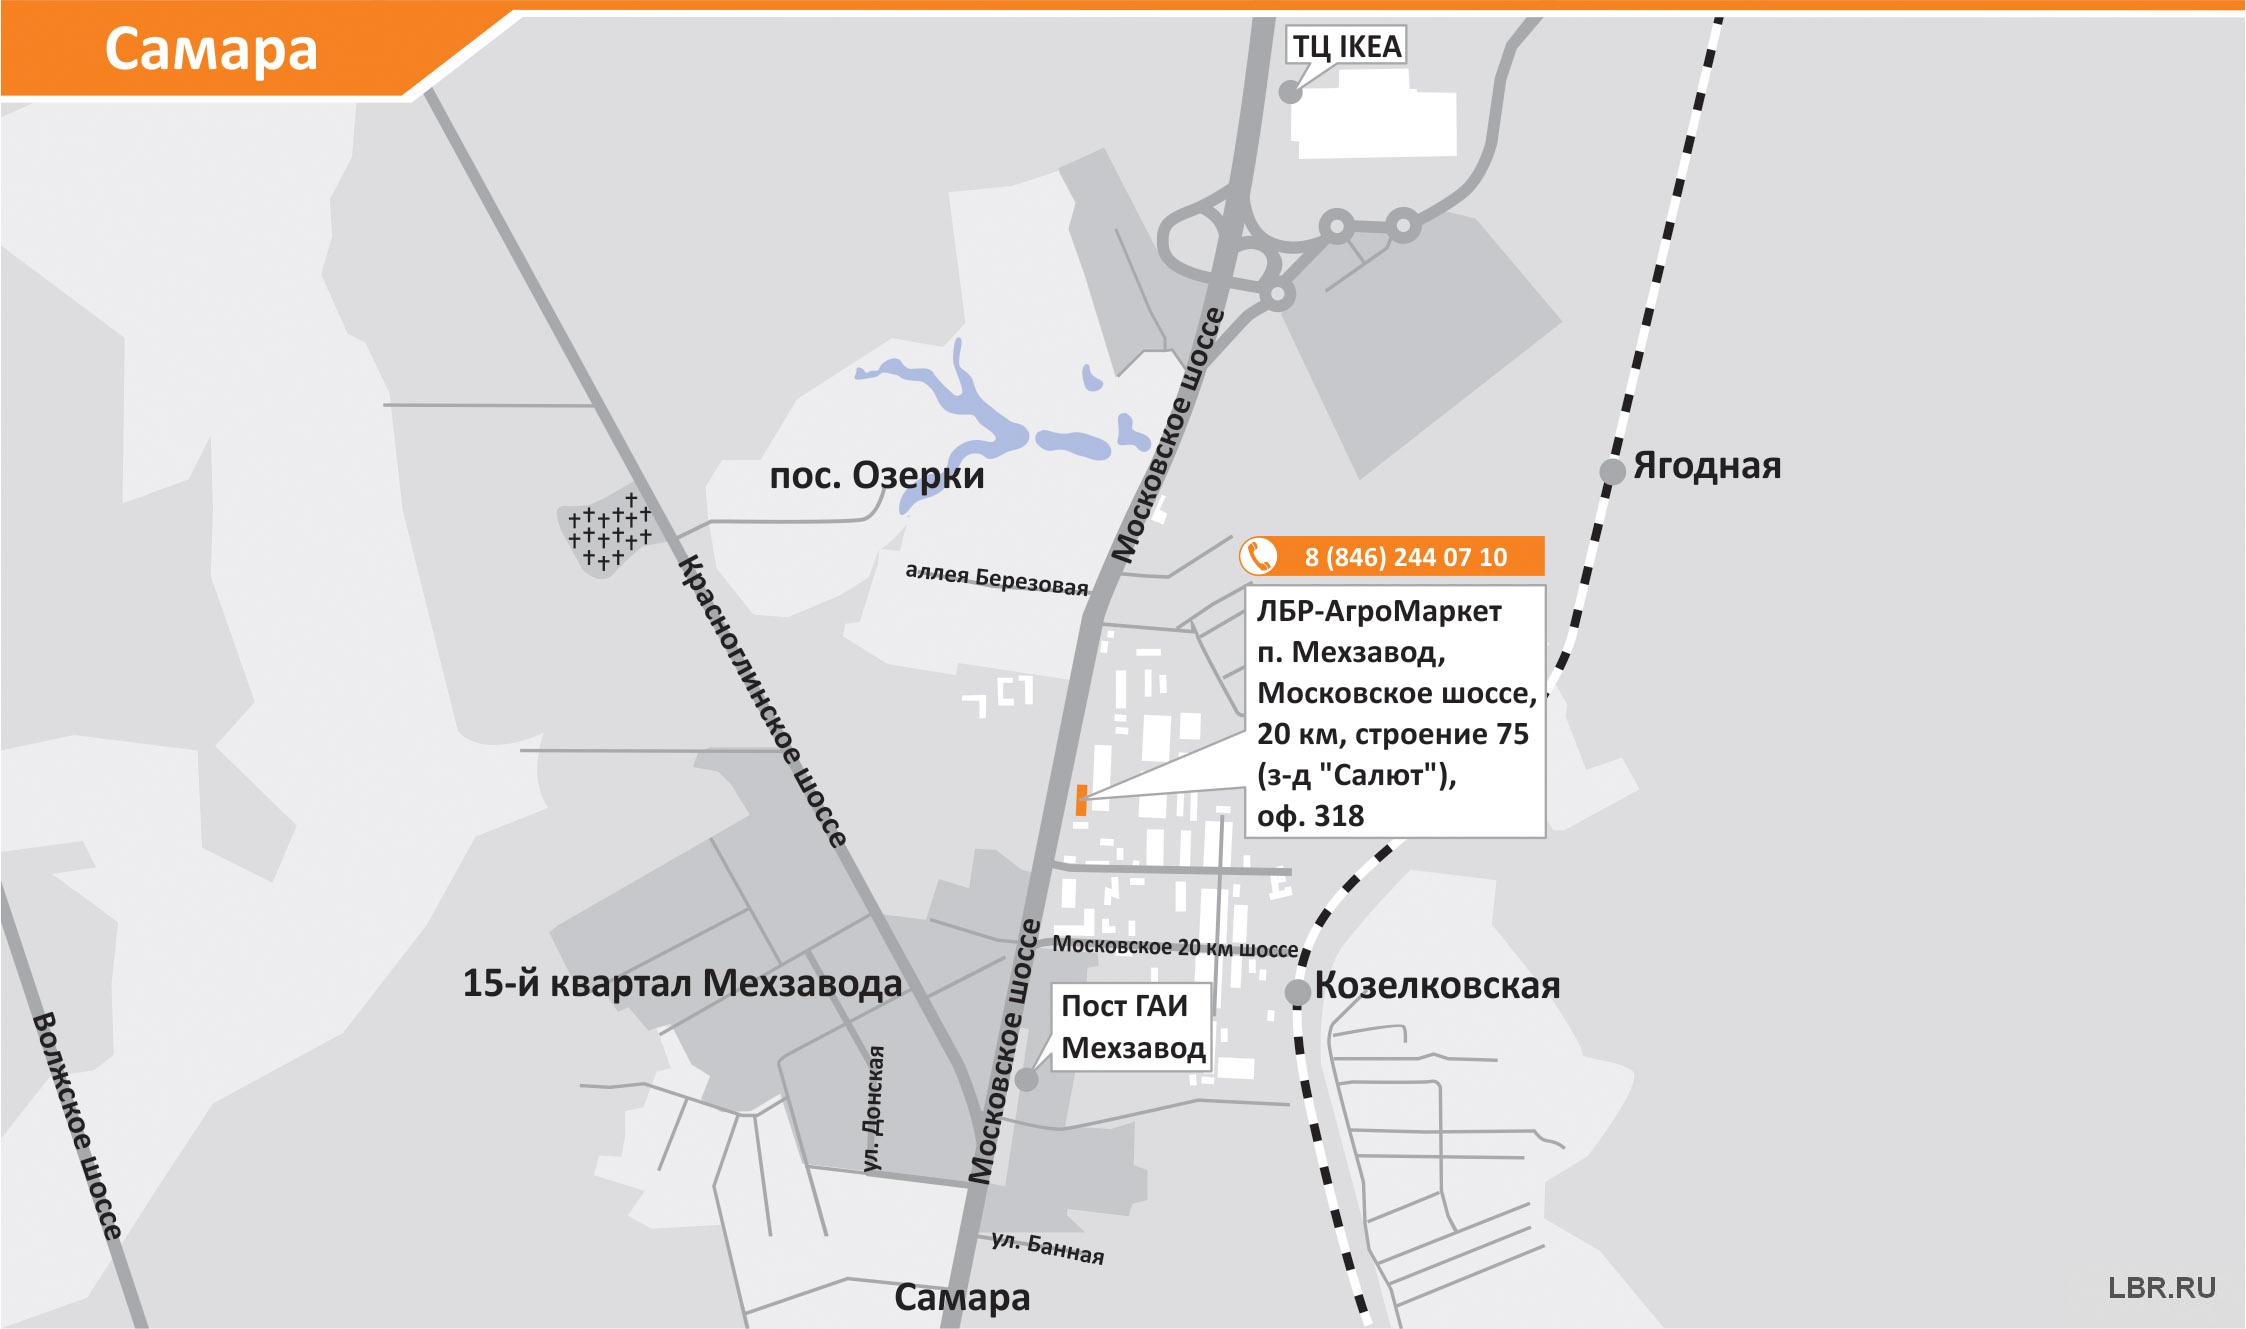 Самара
ТЦ IKEA
Московское шоссе
пос. Озерки
Ягодная
8 (846) 244 07 10
аллея Березовая
Красноглинское шоссе
ЛБР-АгроМаркет
п. Мехзавод,
Московское шоссе,
20 км, строение 75
(з-д "Салют"),
оф. 318
Московское шоссе
Московское 20 км шоссе
15-й квартал Мехзавода
Козелковская
Пост ГАИ
Мехзавод
Волжское шоссе
ул. Донская
ул. Банная
Самара
LBR.RU